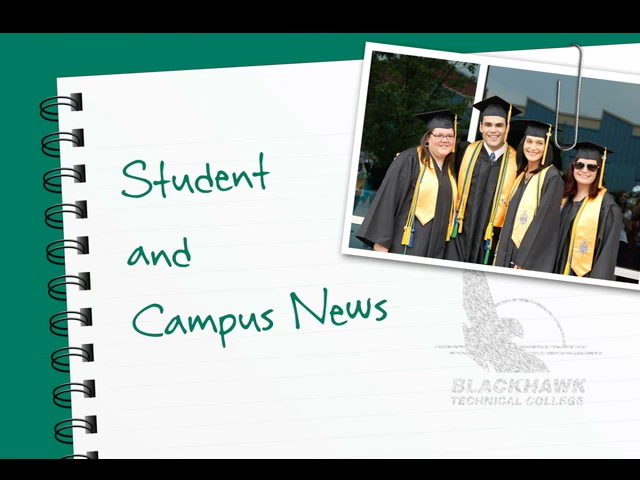 Student
and
Campus News
BLACKHAWK
TECHNICAL COLLEGE